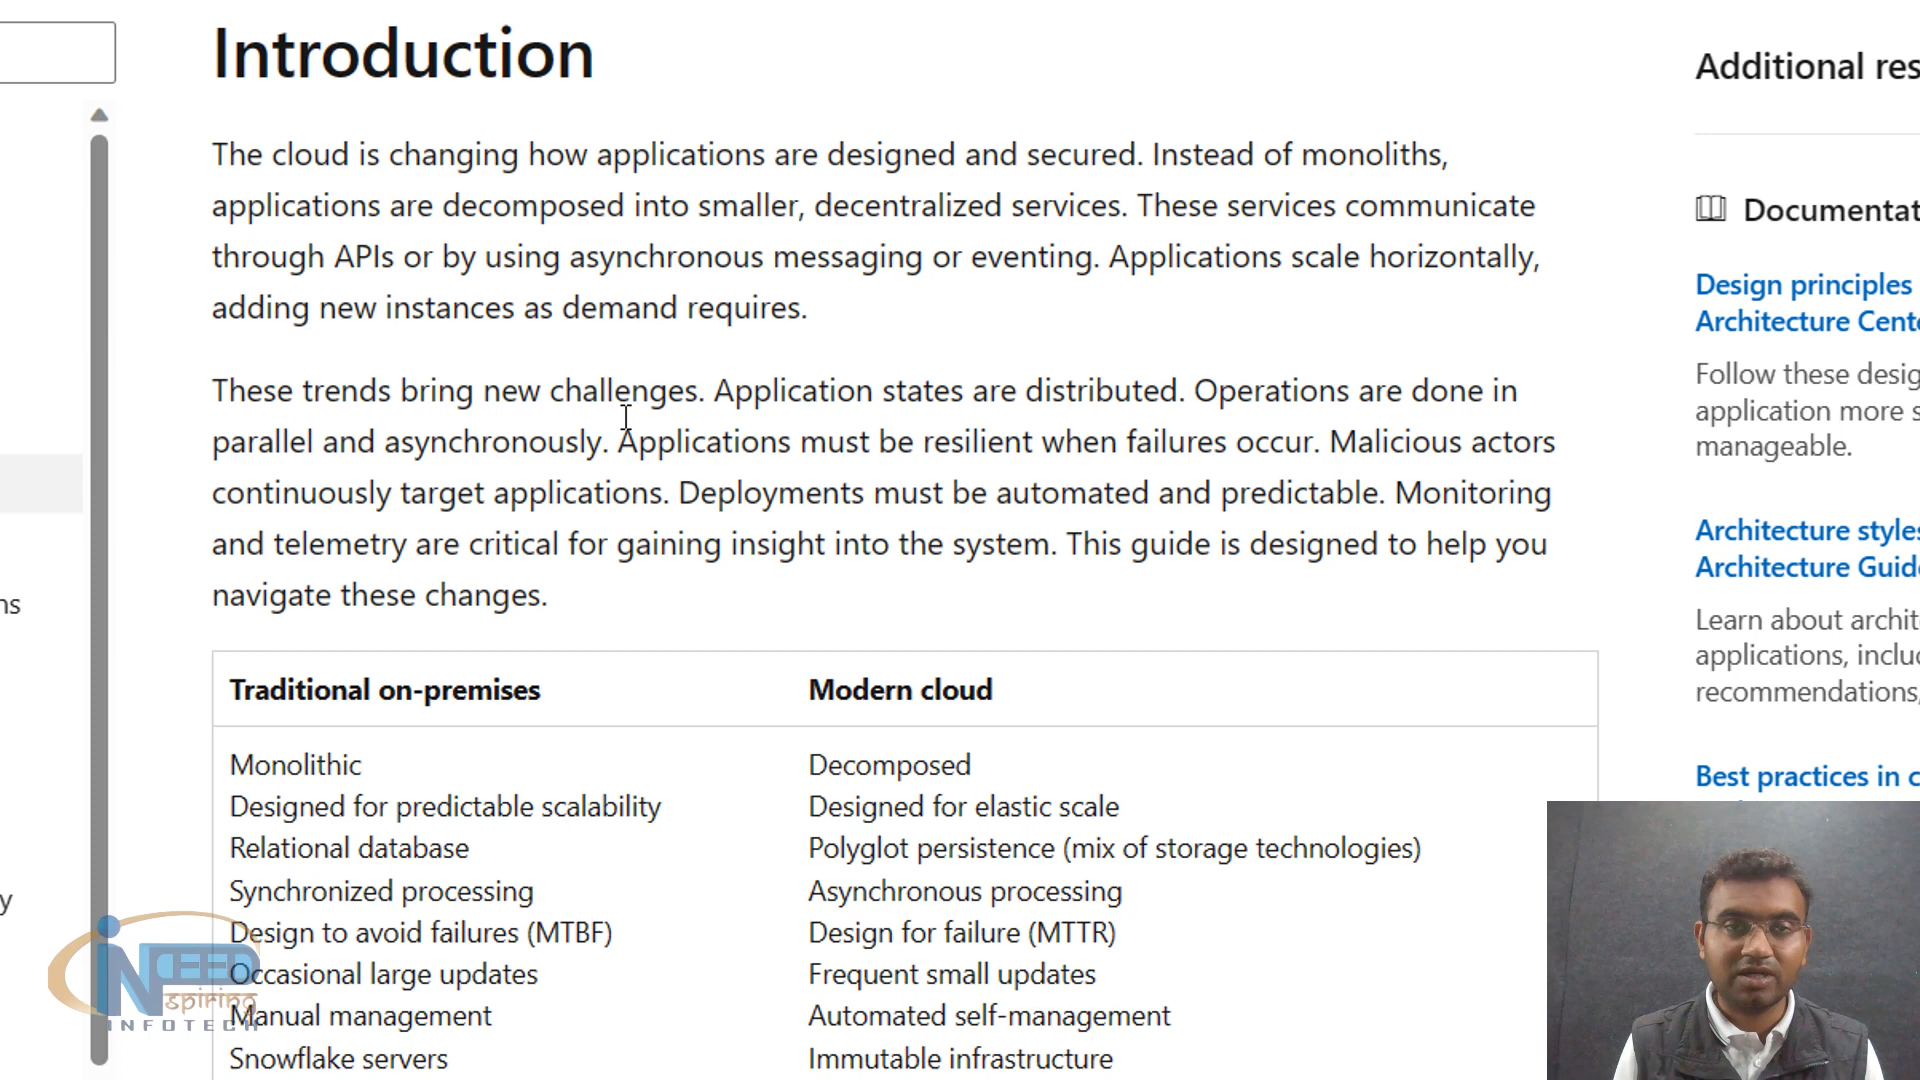 Introduction
The cloud is changing how applications are designed and secured. Instead of monoliths,
applications are decomposed into smaller, decentralized services. These services communicate
through APIs or by using asynchronous messaging or eventing. Applications scale horizontally,
adding new instances as demand requires.
These trends bring new challenges. Application states are distributed. Operations are done in
parallel and asynchronously. Applications must be resilient when failures occur. Malicious actors
continuously target applications. Deployments must be automated and predictable. Monitoring
and telemetry are critical for gaining insight into the system. This guide is designed to help you
navigate these changes.
Traditional on-premises Modern cloud
Monolithic Decomposed
Designed for predictable scalability Designed for elastic scale
Relational database Polyglot persistence (mix of storage technologies)
Synchronized processing Asynchronous processing
Design to avoid failures (MTBF) Design for failure (MTTR)
Occasional large updates Frequent small updates
Manual management Automated self-management
Snowflake servers Immutable infrastructure
Additional res
Documentat
Design principles
Architecture Cente
Follow these desig
application more s
manageable.
Architecture styles
Architecture Guide
Learn about archit
applications, includ
recommendations,
Best practices in c
ns
y
iNDEED
nspiring
INFOTECH